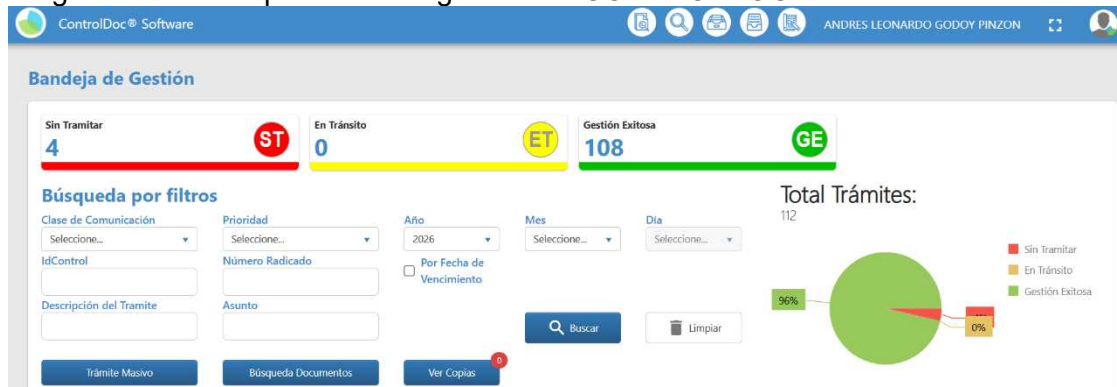 ControlDoc® Software
ANDRES LEONARDO GODOY PINZON
Bandeja de Gestión
Sin Tramitar
4
ST
En Tránsito
0
ET
Gestión Exitosa
108
GE
Búsqueda por filtros
Clase de Comunicación
Seleccione...
Prioridad
Seleccione...
Año
2026
Mes
Seleccione...
Día
Seleccione...
IdControl
Número Radicado
Por Fecha de
Vencimiento
Descripción del Tramite
Asunto
Buscar
Limpiar
Trámite Masivo
Búsqueda Documentos
Ver Copias
0
Total Trámites:
112
96%
0%
Sin Tramitar
En Tránsito
Gestión Exitosa